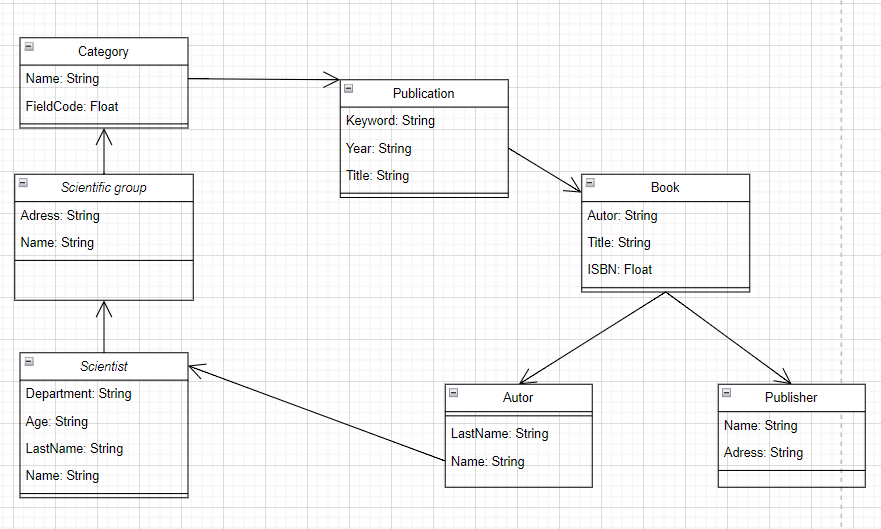 Category
Name: String
FieldCode: Float
Publication
Keyword: String
Year: String
Title: String
Scientific group
Adress: String
Name: String
Book
Autor: String
Title: String
ISBN: Float
Scientist
Department: String
Age: String
LastName: String
Name: String
Autor
LastName: String
Name: String
Publisher
Name: String
Adress: String